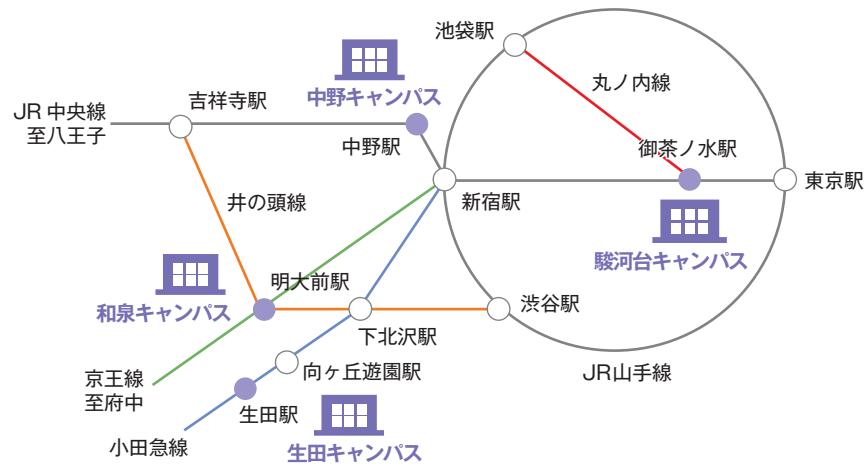 池袋駅
丸ノ内線
中野キャンパス
吉祥寺駅
JR 中央線
至八王子
中野駅
御茶ノ水駅
新宿駅
東京駅
井の頭線
駿河台キャンパス
明大前駅
和泉キャンパス
渋谷駅
下北沢駅
向ヶ丘遊園駅
JR山手線
京王線
至府中
生田駅
小田急線
生田キャンパス